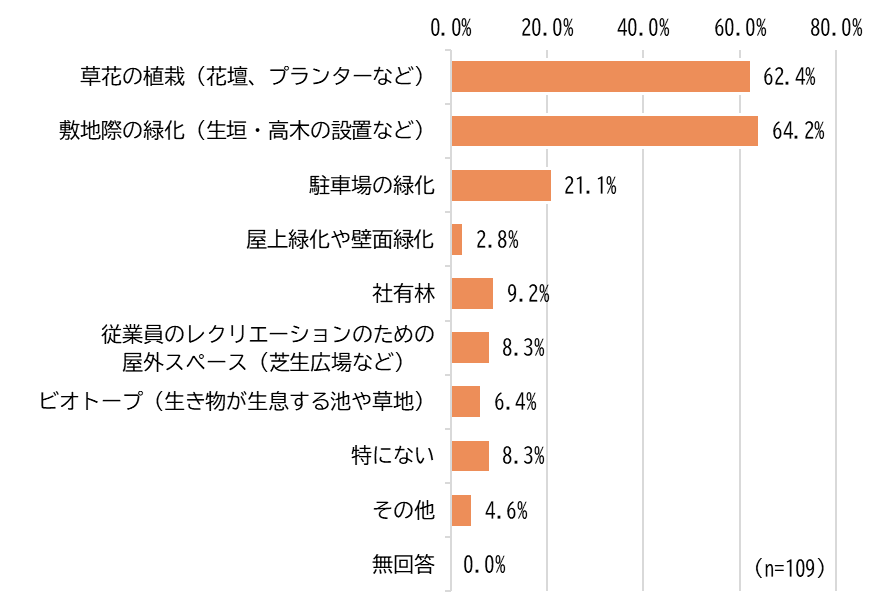 0.0% 20.0% 40.0% 60.0% 80.0%
草花の植栽（花壇、プランターなど） 62.4%
敷地際の緑化（生垣・高木の設置など） 64.2%
駐車場の緑化 21.1%
屋上緑化や壁面緑化 2.8%
社有林 9.2%
従業員のレクリエーションのための
屋外スペース（芝生広場など） 8.3%
ビオトープ（生き物が生息する池や草地） 6.4%
特にない 8.3%
その他 4.6%
無回答 0.0%
（n=109）